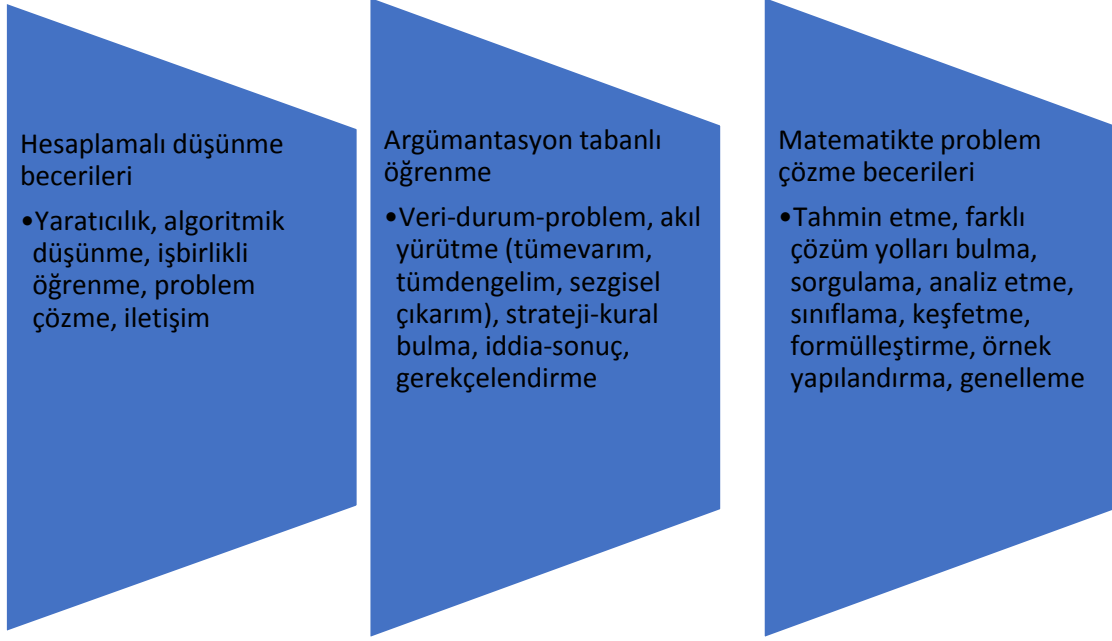 Hesaplamalı düşünme
becerileri
•Yaratıcılık, algoritmik
düşünme, işbirlikli
öğrenme, problem
çözme, iletişim
Argümantasyon tabanlı
öğrenme
•Veri-durum-problem, akıl
yürütme (tümevarım,
tümdengelim, sezgisel
çıkarım), strateji-kural
bulma, iddia-sonuç,
gerekçelendirme
Matematikte problem
çözme becerileri
•Tahmin etme, farklı
çözüm yolları bulma,
sorgulama, analiz etme,
sınıflama, keşfetme,
formülleştirme, örnek
yapılandırma, genelleme